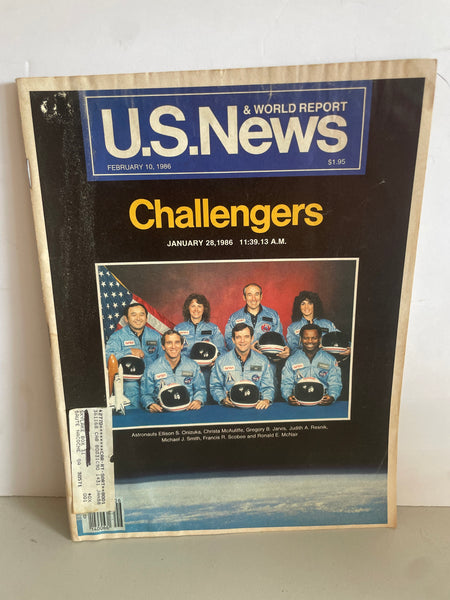 & WORLD REPORT
U.S.News
FEBRUARY 10, 1986
$1.95
Challengers
JANUARY 28,1986 11:39.13 A.M.
Astronauts Ellison S. Onizuka, Christa McAuliffe, Gregory B. Jarvis, Judith A. Resnik,
Michael J. Smith, Francis R. Scobee and Ronald E. McNair
30571